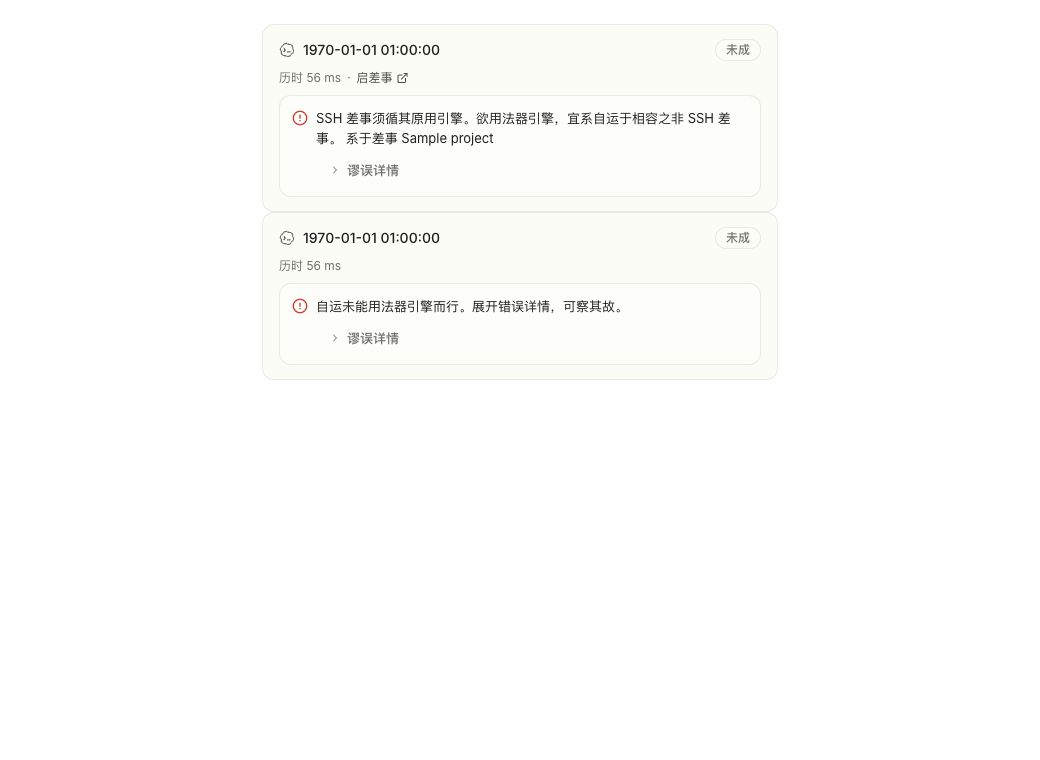 1970-01-01 01:00:00 未成
历时 56 ms · 启差事
SSH 差事须循其原用引擎。欲用法器引擎，宜系自运于相容之非 SSH 差
事。 系于差事 Sample project
谬误详情
1970-01-01 01:00:00 未成
历时 56 ms
自运未能用法器引擎而行。展开错误详情，可察其故。
谬误详情